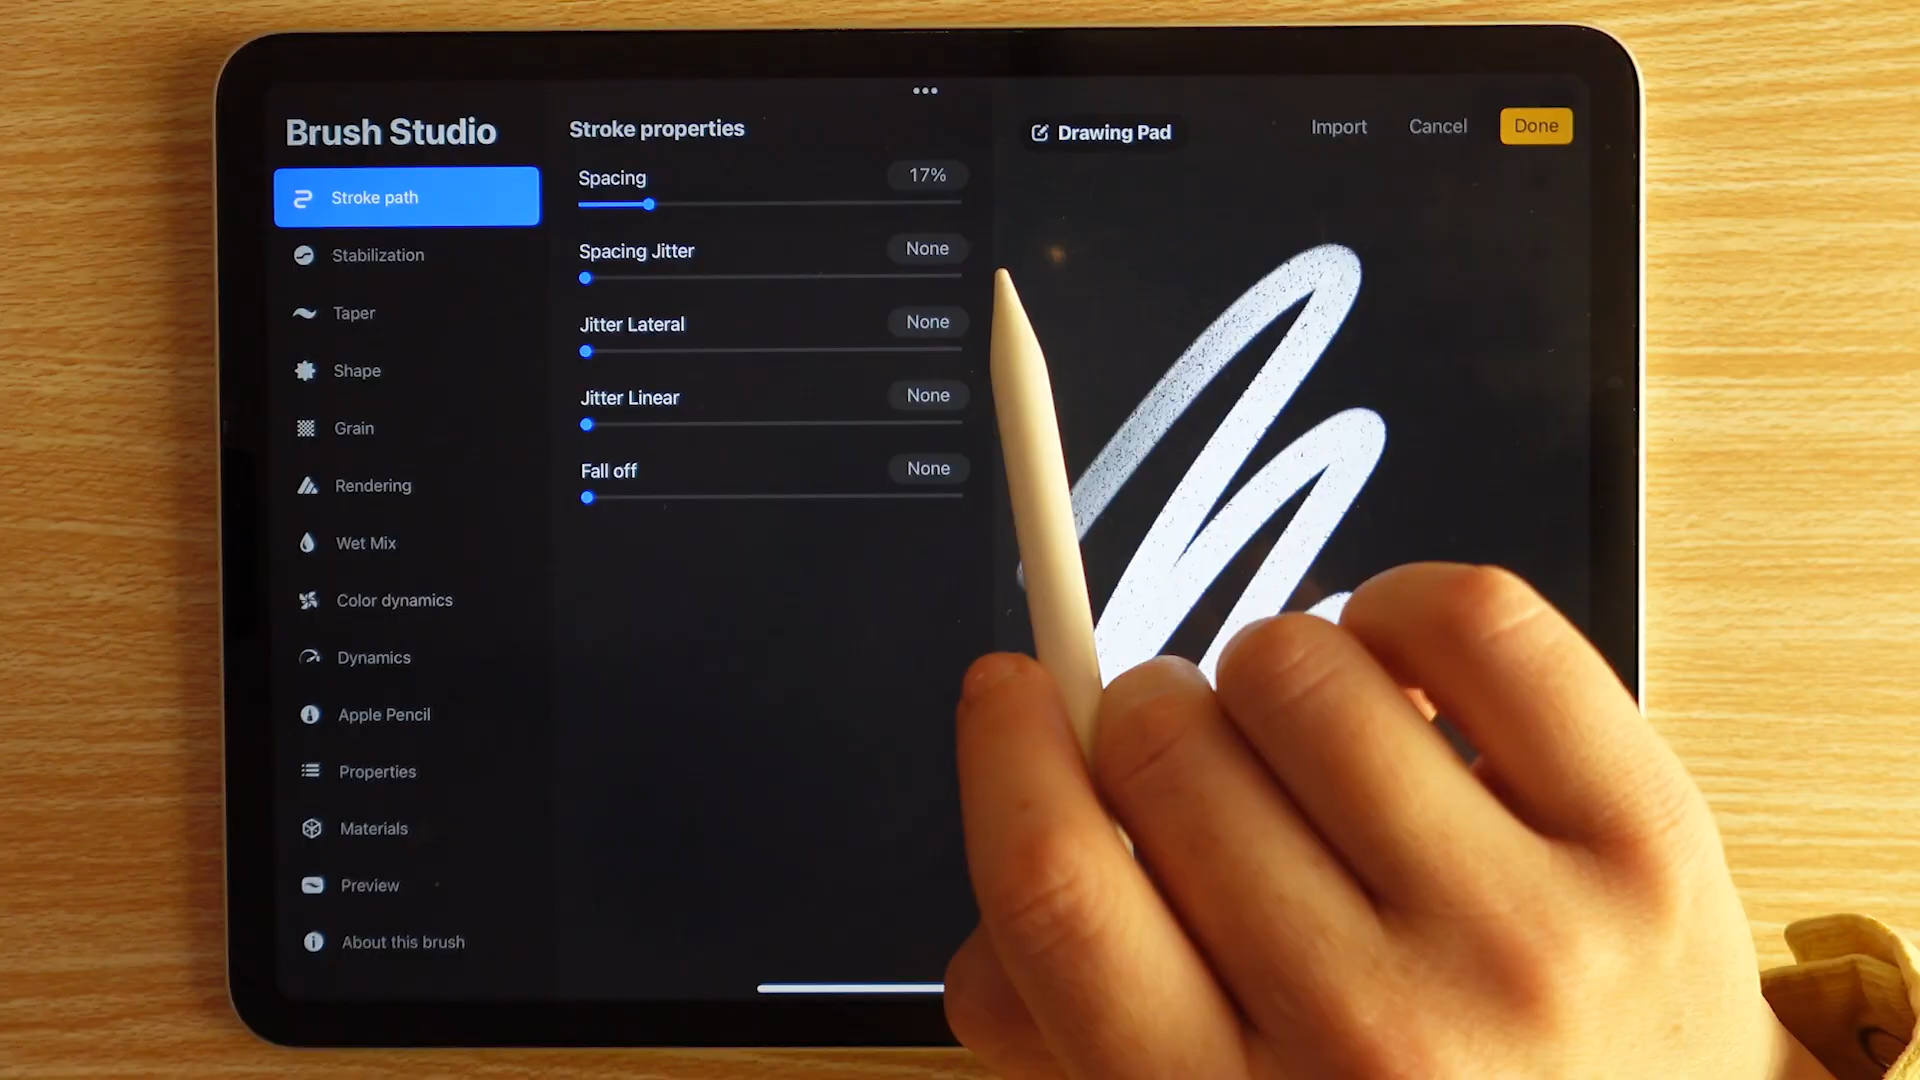 Brush Studio
Stroke path
Stabilization
Taper
Shape
Grain
Rendering
Wet Mix
Color dynamics
Dynamics
Apple Pencil
Properties
Materials
Preview
About this brush
Stroke properties
Spacing 17%
Spacing Jitter None
Jitter Lateral None
Jitter Linear None
Fall off None
Drawing Pad
Import Cancel Done